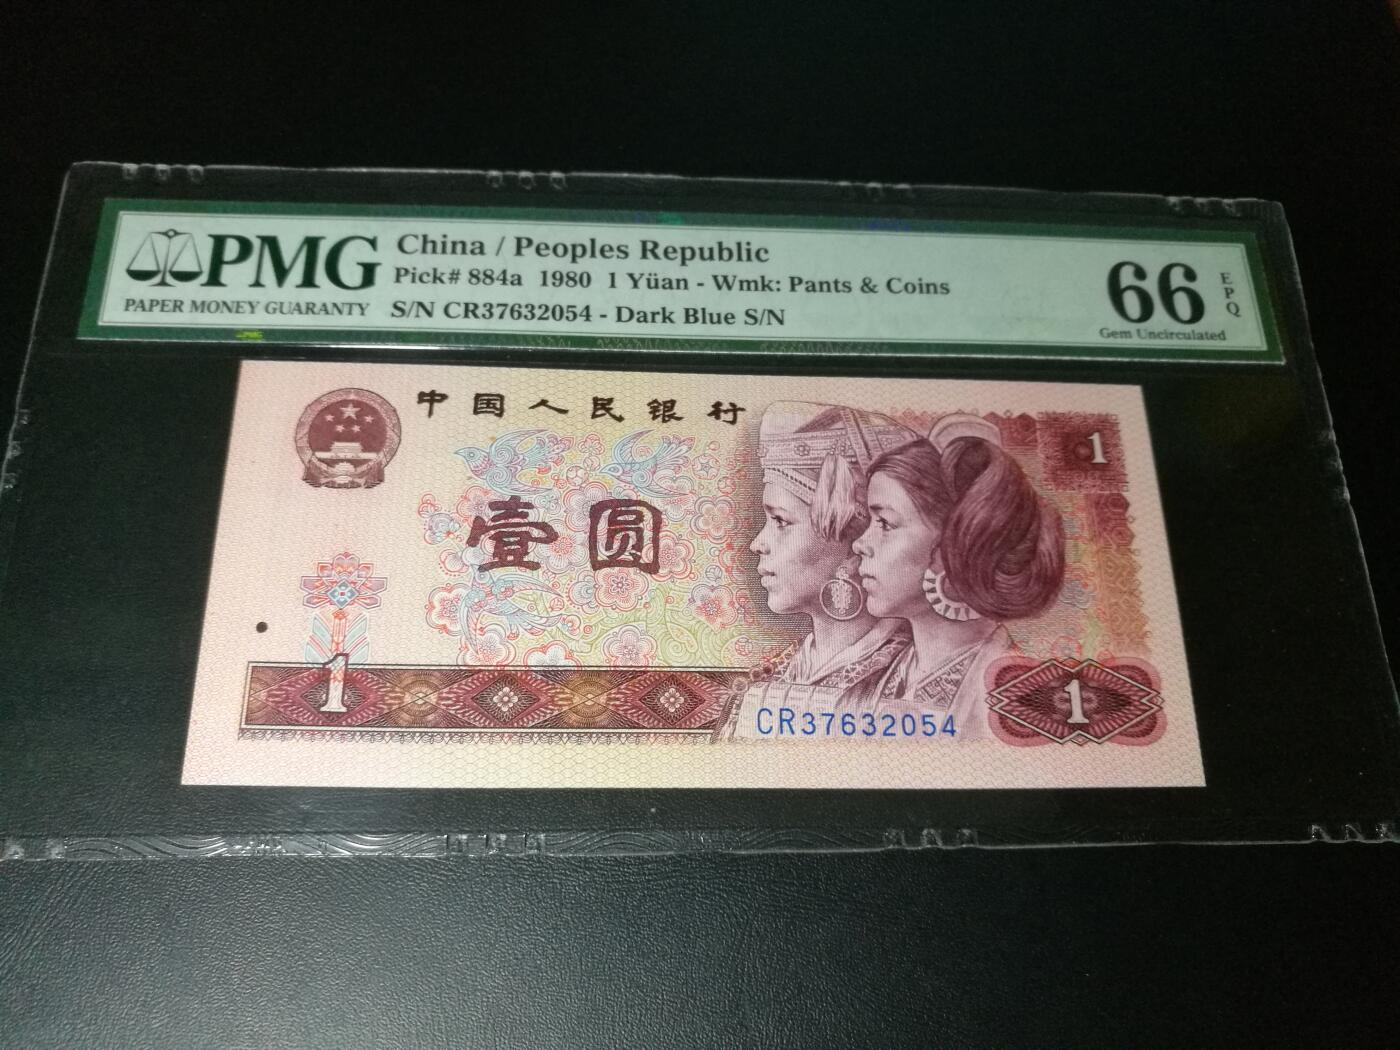 PMG
PAPER MONEY GUARANTY
China / Peoples Republic
Pick# 884a 1980 1 Yüan - Wmk: Pants & Coins
S/N CR37632054 - Dark Blue S/N
66
EPQ
Gem Uncirculated
中国人民银行
1
壹圆
1
CR37632054
1